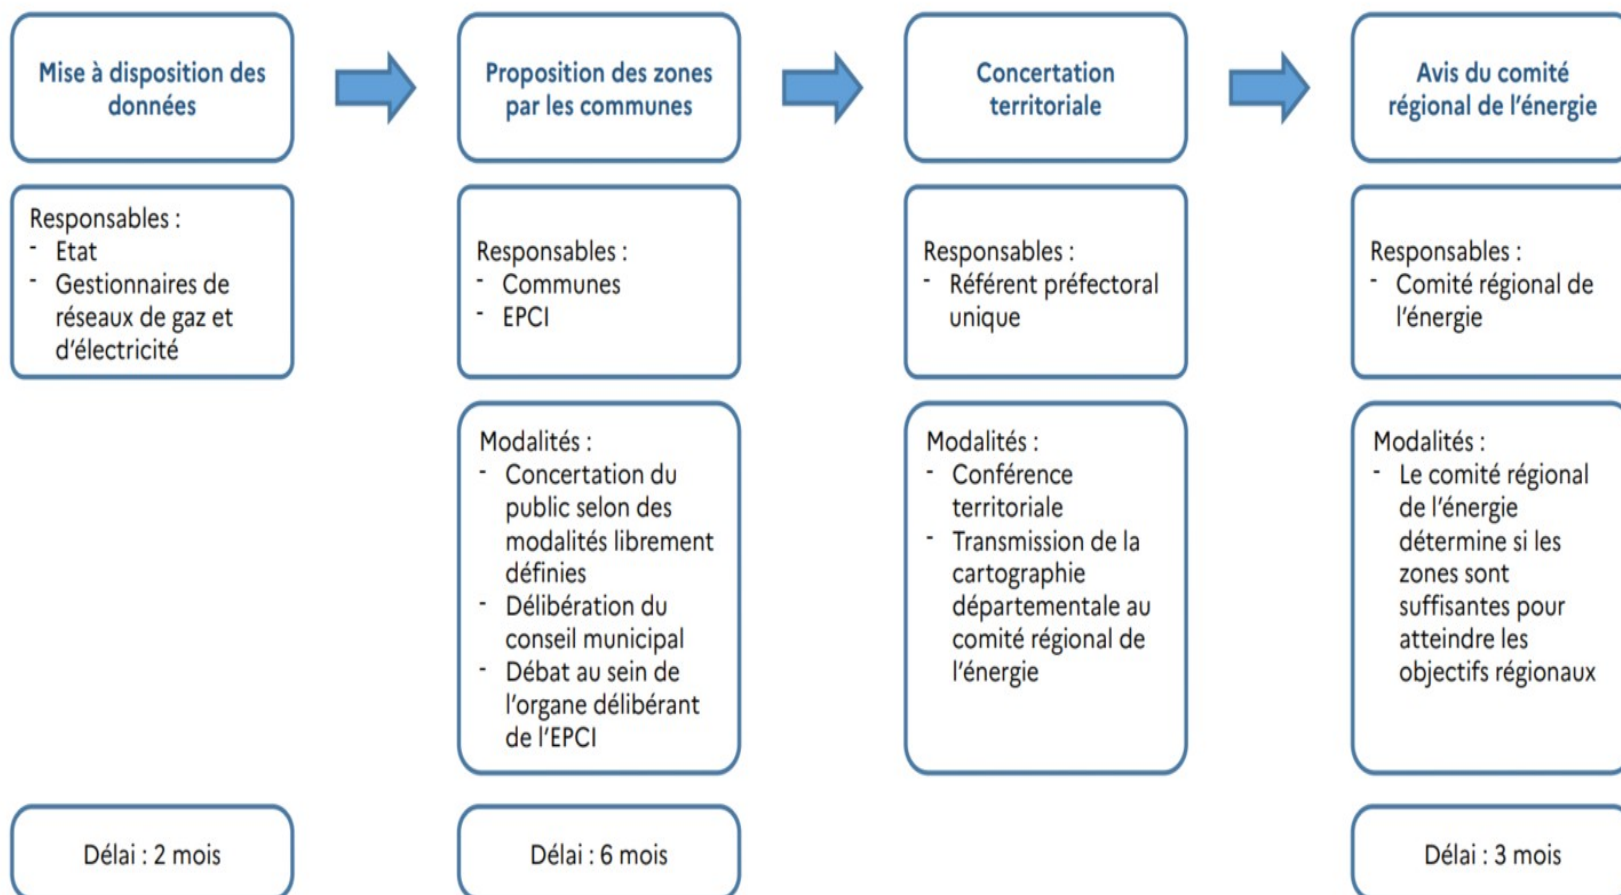 Mise à disposition des
données
Proposition des zones
par les communes
Concertation
territoriale
Avis du comité
régional de l'énergie
Responsables :
- Etat
- Gestionnaires de
réseaux de gaz et
d'électricité
Responsables :
- Communes
- EPCI
Responsables :
- Référent préfectoral
unique
Responsables :
- Comité régional de
l'énergie
Modalités :
- Concertation du
public selon des
modalités librement
définies
- Délibération du
conseil municipal
- Débat au sein de
l'organe délibérant
de l'EPCI
Modalités :
- Conférence
territoriale
- Transmission de la
cartographie
départementale au
comité régional de
l'énergie
Modalités :
- Le comité régional
de l'énergie
détermine si les
zones sont
suffisantes pour
atteindre les
objectifs régionaux
Délai : 2 mois
Délai : 6 mois
Délai : 3 mois